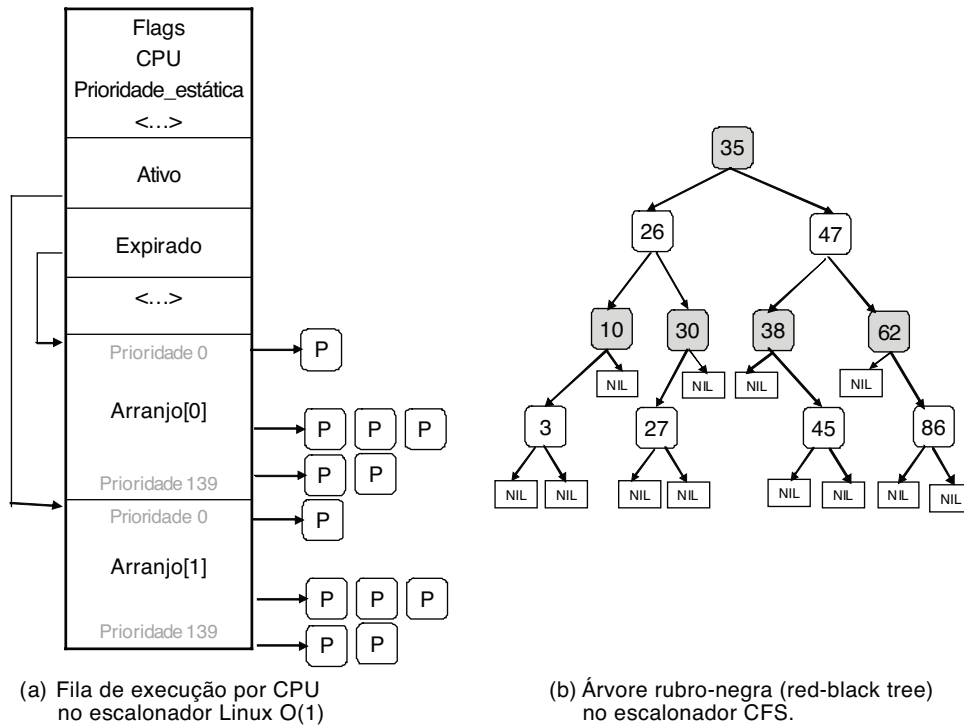 Flags
CPU
Prioridade_estática
<...>
Ativo
Expirado
<...>
Prioridade 0
P
Arranjo[0]
P P P
Prioridade 139
P P
Prioridade 0
P
Arranjo[1]
P P P
Prioridade 139
P P
(a) Fila de execução por CPU
no escalonador Linux O(1)
35
26 47
10 30 38 62
NIL NIL NIL NIL
3 27 45 86
NIL NIL NIL NIL NIL NIL NIL NIL
(b) Árvore rubro-negra (red-black tree)
no escalonador CFS.